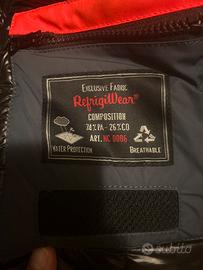 Exclusive Fabric
RefrigiWear®
COMPOSITION
74%PA-26%CO
ART. NC 0006
WATER PROTECTION
BREATHABLE
subito